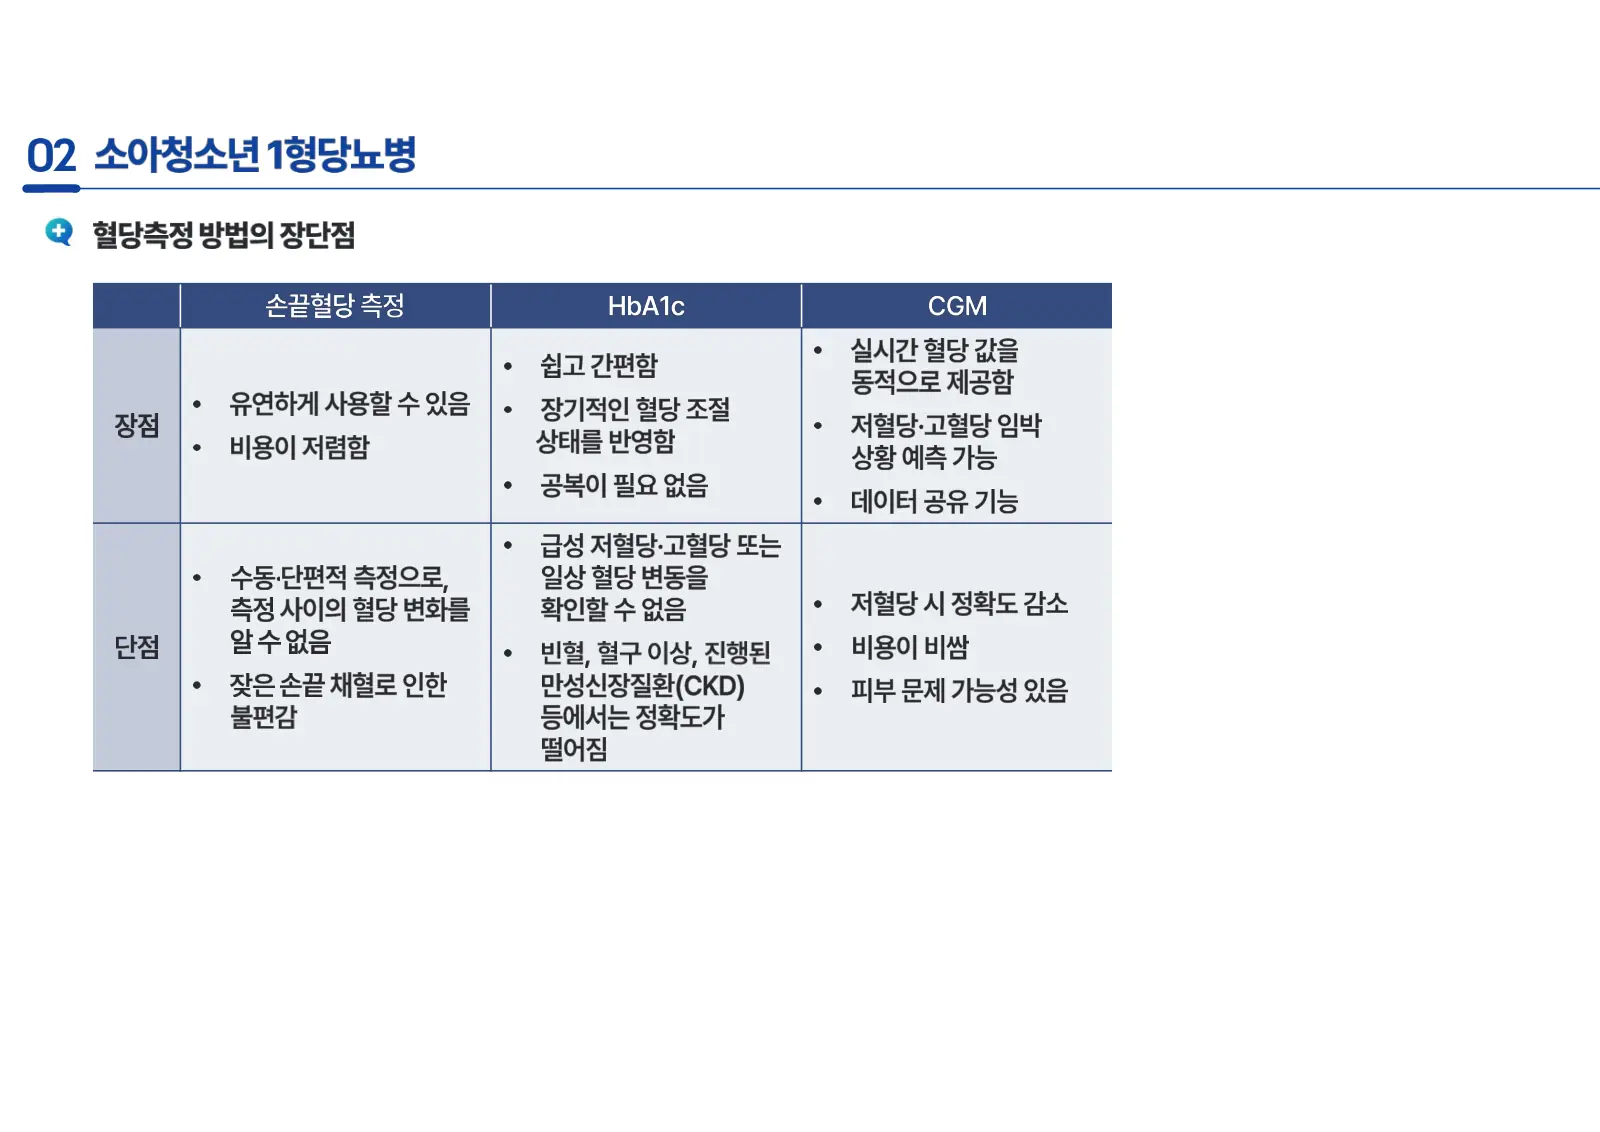 02 소아청소년 1형당뇨병
혈당측정 방법의 장단점
손끝혈당 측정
HbA1c
CGM
장점
• 유연하게 사용할 수 있음
• 비용이 저렴함
• 쉽고 간편함
• 장기적인 혈당 조절
상태를 반영함
• 공복이 필요 없음
• 실시간 혈당 값을
동적으로 제공함
• 저혈당·고혈당 임박
상황 예측 가능
• 데이터 공유 기능
단점
• 수동·단편적 측정으로,
측정 사이의 혈당 변화를
알 수 없음
• 잦은 손끝 채혈로 인한
불편감
• 급성 저혈당·고혈당 또는
일상 혈당 변동을
확인할 수 없음
• 빈혈, 혈구 이상, 진행된
만성신장질환(CKD)
등에서는 정확도가
떨어짐
• 저혈당 시 정확도 감소
• 비용이 비쌈
• 피부 문제 가능성 있음